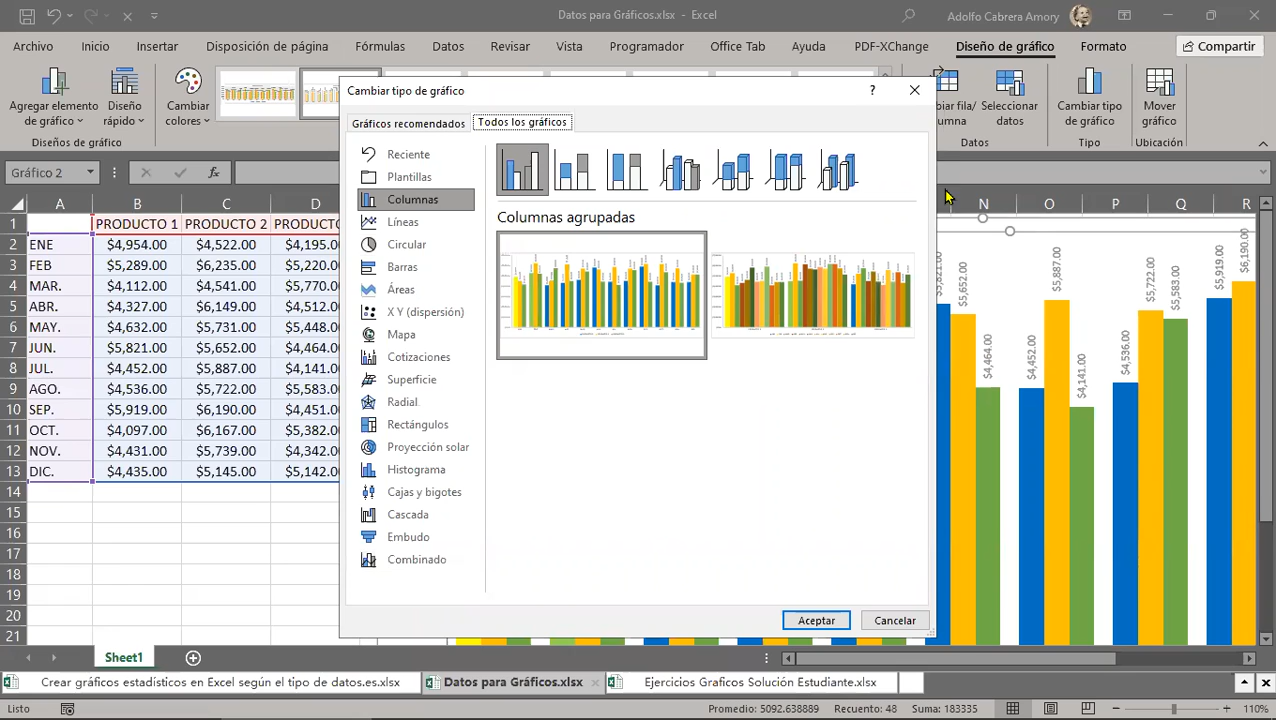 Datos para Gráficos.xlsx - Excel
Adolfo Cabrera Amory
Archivo Inicio Insertar Disposición de página Fórmulas Datos Revisar Vista Programador Office Tab Ayuda PDF-XChange Diseño de gráfico Formato Compartir
Agregar elemento de gráfico
Diseño rápido
Cambiar colores
Seleccionar datos
Cambiar tipo de gráfico
Mover gráfico
Diseños de gráfico
Datos
Tipo
Ubicación
Gráfico 2
fx
A B C D N O P Q R
1 PRODUCTO 1 PRODUCTO 2 PRODUCTO
2 ENE $4,954.00 $4,522.00 $4,195.00
3 FEB $5,289.00 $6,235.00 $5,220.00
4 MAR. $4,112.00 $4,541.00 $5,770.00
5 ABR. $4,327.00 $6,149.00 $4,512.00
6 MAY. $4,632.00 $5,731.00 $5,448.00
7 JUN. $5,821.00 $5,652.00 $4,464.00
8 JUL. $4,452.00 $5,887.00 $4,141.00
9 AGO. $4,536.00 $5,722.00 $5,583.00
10 SEP. $5,919.00 $6,190.00 $4,451.00
11 OCT. $4,097.00 $6,167.00 $5,382.00
12 NOV. $4,431.00 $5,739.00 $4,342.00
13 DIC. $4,435.00 $5,145.00 $5,142.00
14
15
16
17
18
19
20
21
Cambiar tipo de gráfico
?
Gráficos recomendados
Todos los gráficos
Reciente
Plantillas
Columnas
Líneas
Circular
Barras
Áreas
X Y (dispersión)
Mapa
Cotizaciones
Superficie
Radial.
Rectángulos
Proyección solar
Histograma
Cajas y bigotes
Cascada
Embudo
Combinado
Columnas agrupadas
Aceptar
Cancelar
$5,652.00
$4,464.00
$4,452.00
$5,887.00
$4,141.00
$4,536.00
$5,722.00
$5,583.00
$5,919.00
$6,190.00
Sheet1
Crear gráficos estadísticos en Excel según el tipo de datos.es.xlsx
Datos para Gráficos.xlsx
Ejercicios Graficos Solución Estudiante.xlsx
Listo
Promedio: 5092.638889 Recuento: 48 Suma: 183335
110%